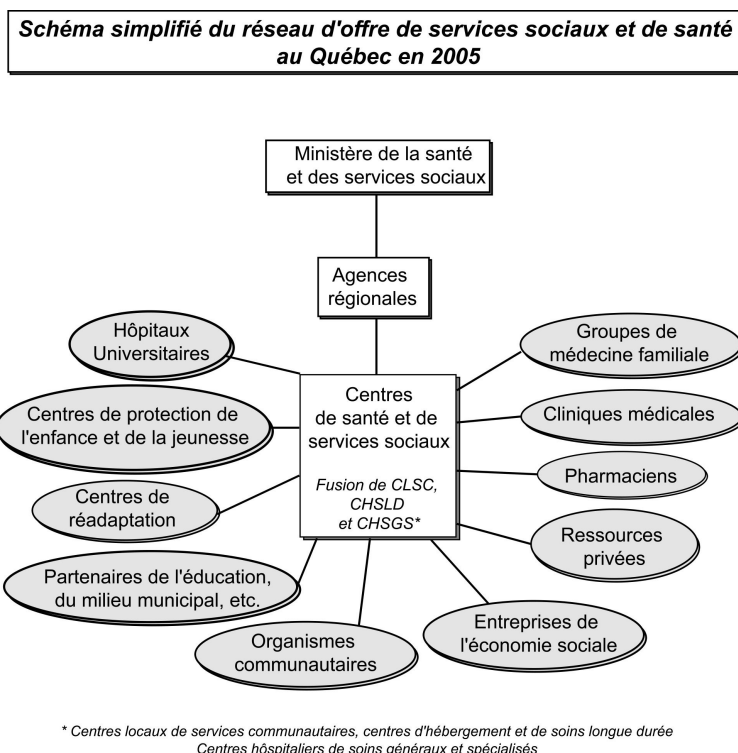 Schéma simplifié du réseau d'offre de services sociaux et de santé
au Québec en 2005
Ministère de la santé
et des services sociaux
Agences
régionales
Hôpitaux
Universitaires
Groupes de
médecine familiale
Centres
de santé et de
services sociaux
Fusion de CLSC,
CHSLD
et CHSGS*
Centres de protection de
l'enfance et de la jeunesse
Cliniques médicales
Centres de
réadaptation
Pharmaciens
Ressources
privées
Partenaires de l'éducation,
du milieu municipal, etc.
Organismes
communautaires
Entreprises de
l'économie sociale
* Centres locaux de services communautaires, centres d'hébergement et de soins longue durée
Centres hôspitaliers de soins généraux et spécialisés